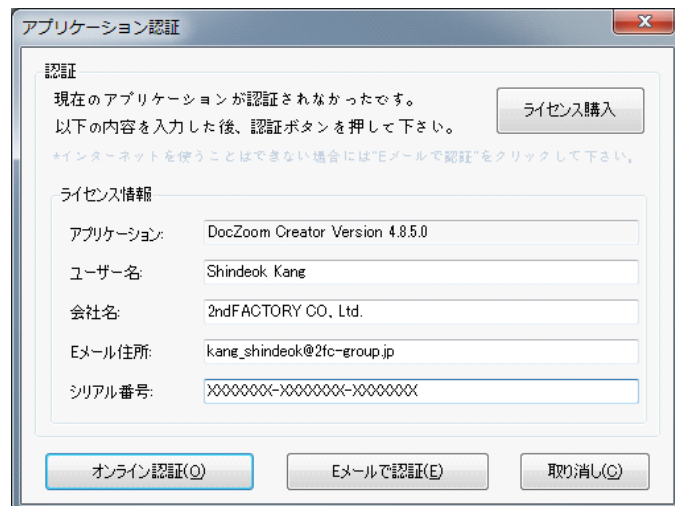 アプリケーション認証
認証
現在のアプリケーションが認証されなかったです。
以下の内容を入力した後、認証ボタンを押して下さい。
ライセンス購入
*インターネットを使うことはできない場合には"Eメールで認証"をクリックして下さい。
ライセンス情報
アプリケーション: DocZoom Creator Version 4.8.5.0
ユーザー名: Shindeok Kang
会社名: 2ndFACTORY CO, Ltd.
Eメール住所: kang_shindeok@2fc-group.jp
シリアル番号: XXXXXXX-XXXXXXX-XXXXXXX
オンライン認証(O) Eメールで認証(E) 取り消し(C)